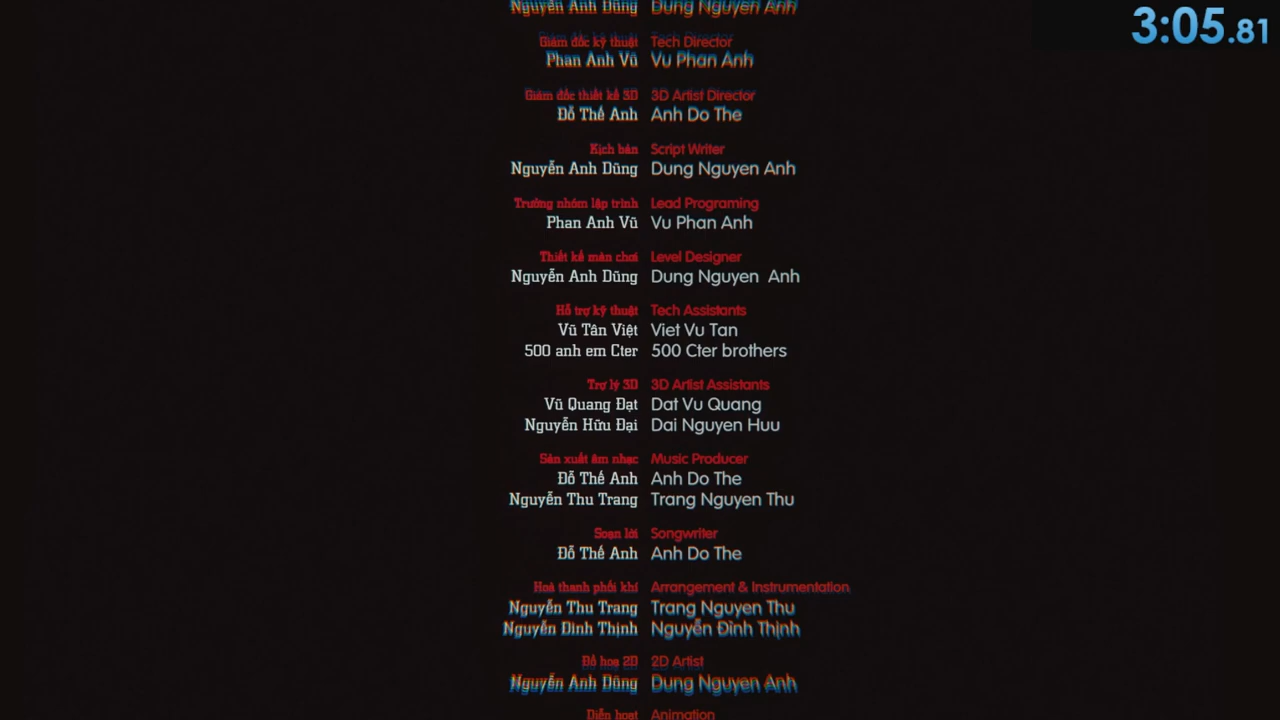 3:05.81
Nguyễn Anh Dũng Dung Nguyen Anh
Giám đốc kỹ thuật Tech Director
Phan Anh Vũ Vu Phan Anh
Giám đốc thiết kế 3D 3D Artist Director
Đỗ Thế Anh Anh Do The
Kịch bản Script Writer
Nguyễn Anh Dũng Dung Nguyen Anh
Trưởng nhóm lập trình Lead Programing
Phan Anh Vũ Vu Phan Anh
Thiết kế màn chơi Level Designer
Nguyễn Anh Dũng Dung Nguyen Anh
Hỗ trợ kỹ thuật Tech Assistants
Vũ Tân Việt Viet Vu Tan
500 anh em Cter 500 Cter brothers
Trợ lý 3D 3D Artist Assistants
Vũ Quang Đạt Dat Vu Quang
Nguyễn Hữu Đại Dai Nguyen Huu
Sản xuất âm nhạc Music Producer
Đỗ Thế Anh Anh Do The
Nguyễn Thu Trang Trang Nguyen Thu
Soạn lời Songwriter
Đỗ Thế Anh Anh Do The
Hoà thanh phối khí Arrangement & Instrumentation
Nguyễn Thu Trang Trang Nguyen Thu
Nguyễn Đình Thịnh Nguyễn Đình Thịnh
Đồ hoạ 2D 2D Artist
Nguyễn Anh Dũng Dung Nguyen Anh
Diễn hoạt Animation